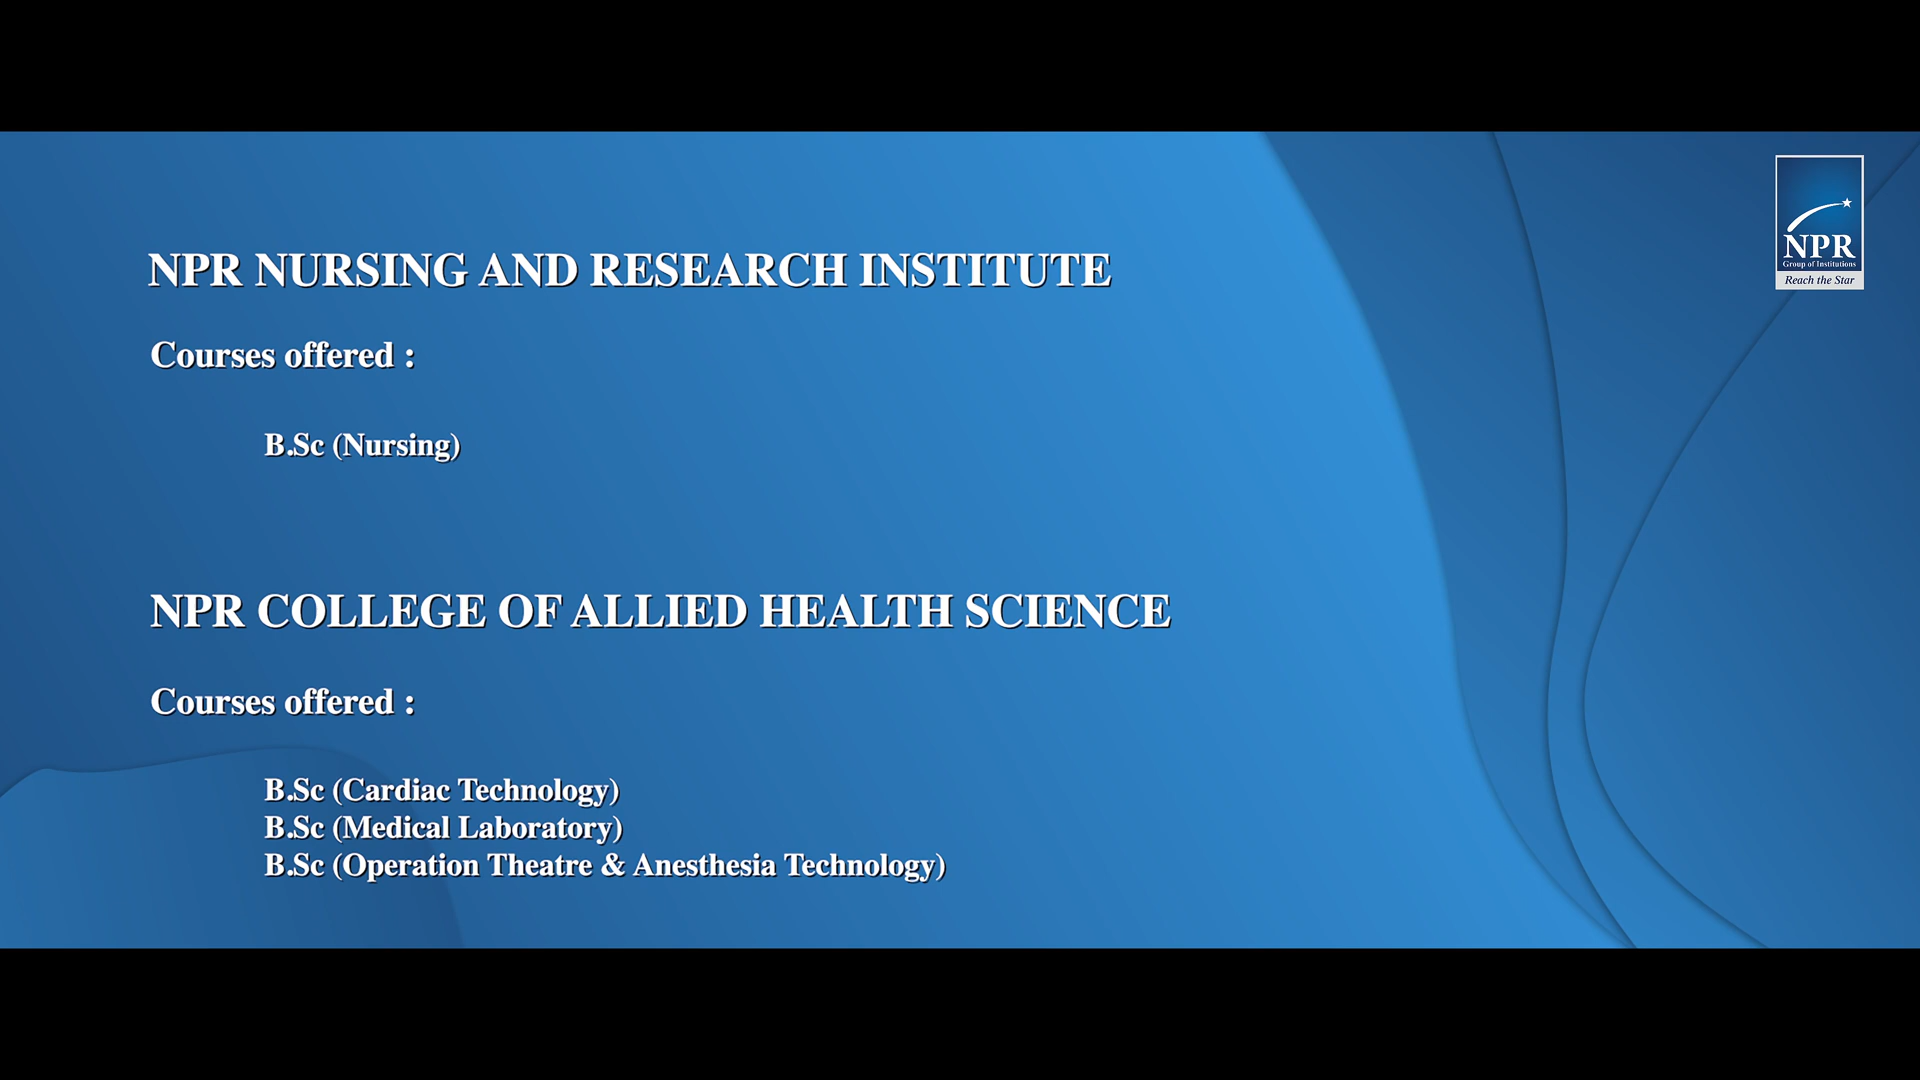 NPR
Group of Institutions
Reach the Star
NPR NURSING AND RESEARCH INSTITUTE
Courses offered :
B.Sc (Nursing)
NPR COLLEGE OF ALLIED HEALTH SCIENCE
Courses offered :
B.Sc (Cardiac Technology)
B.Sc (Medical Laboratory)
B.Sc (Operation Theatre & Anesthesia Technology)